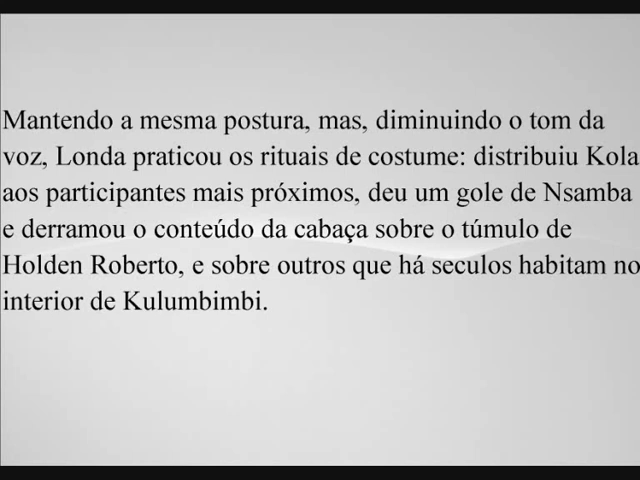 Mantendo a mesma postura, mas, diminuindo o tom da
voz, Londa praticou os rituais de costume: distribuiu Kola
aos participantes mais próximos, deu um gole de Nsamba
e derramou o conteúdo da cabaça sobre o túmulo de
Holden Roberto, e sobre outros que há seculos habitam no
interior de Kulumbimbi.